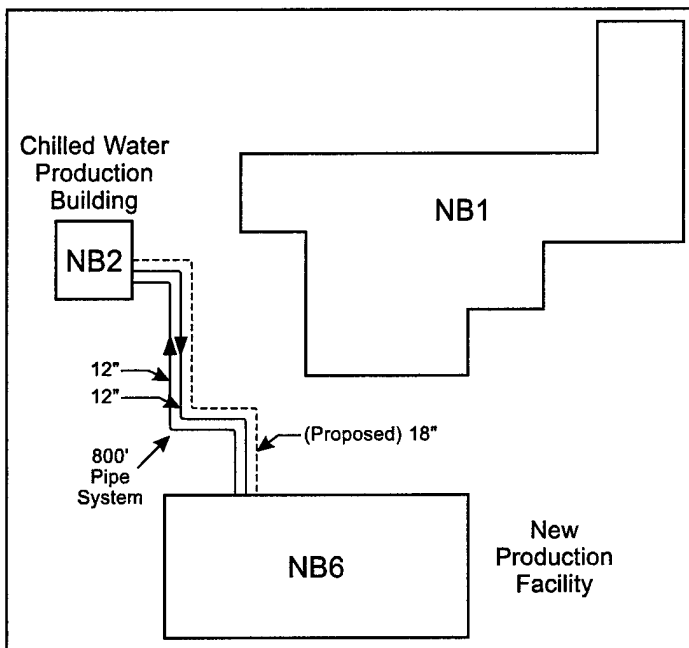 Chilled Water
Production
Building
NB2
NB1
12"
12"
(Proposed) 18"
800'
Pipe
System
NB6
New
Production
Facility